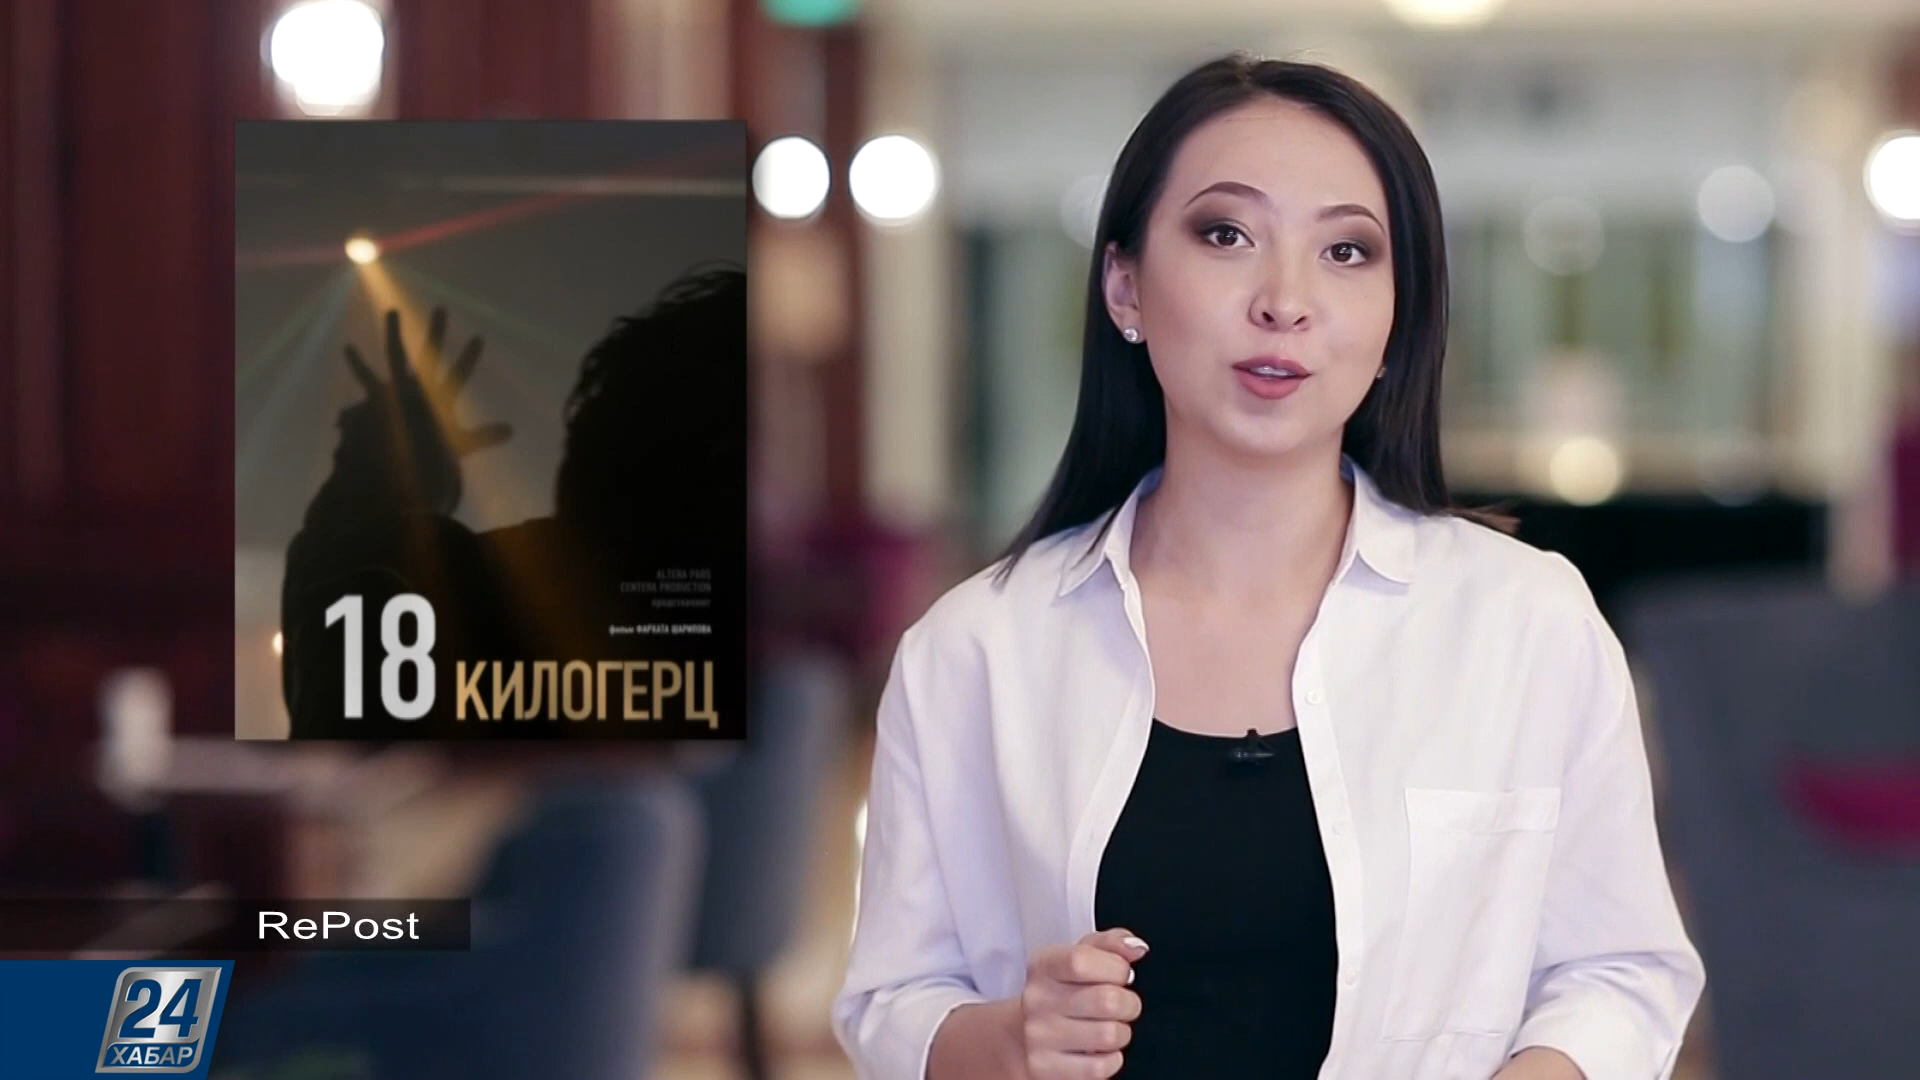 ALTERA PARS
CENTERA PRODUCTION
представляют
фильм ФАРХАТА ШАРИПОВА
18 КИЛОГЕРЦ
RePost
24
ХАБАР